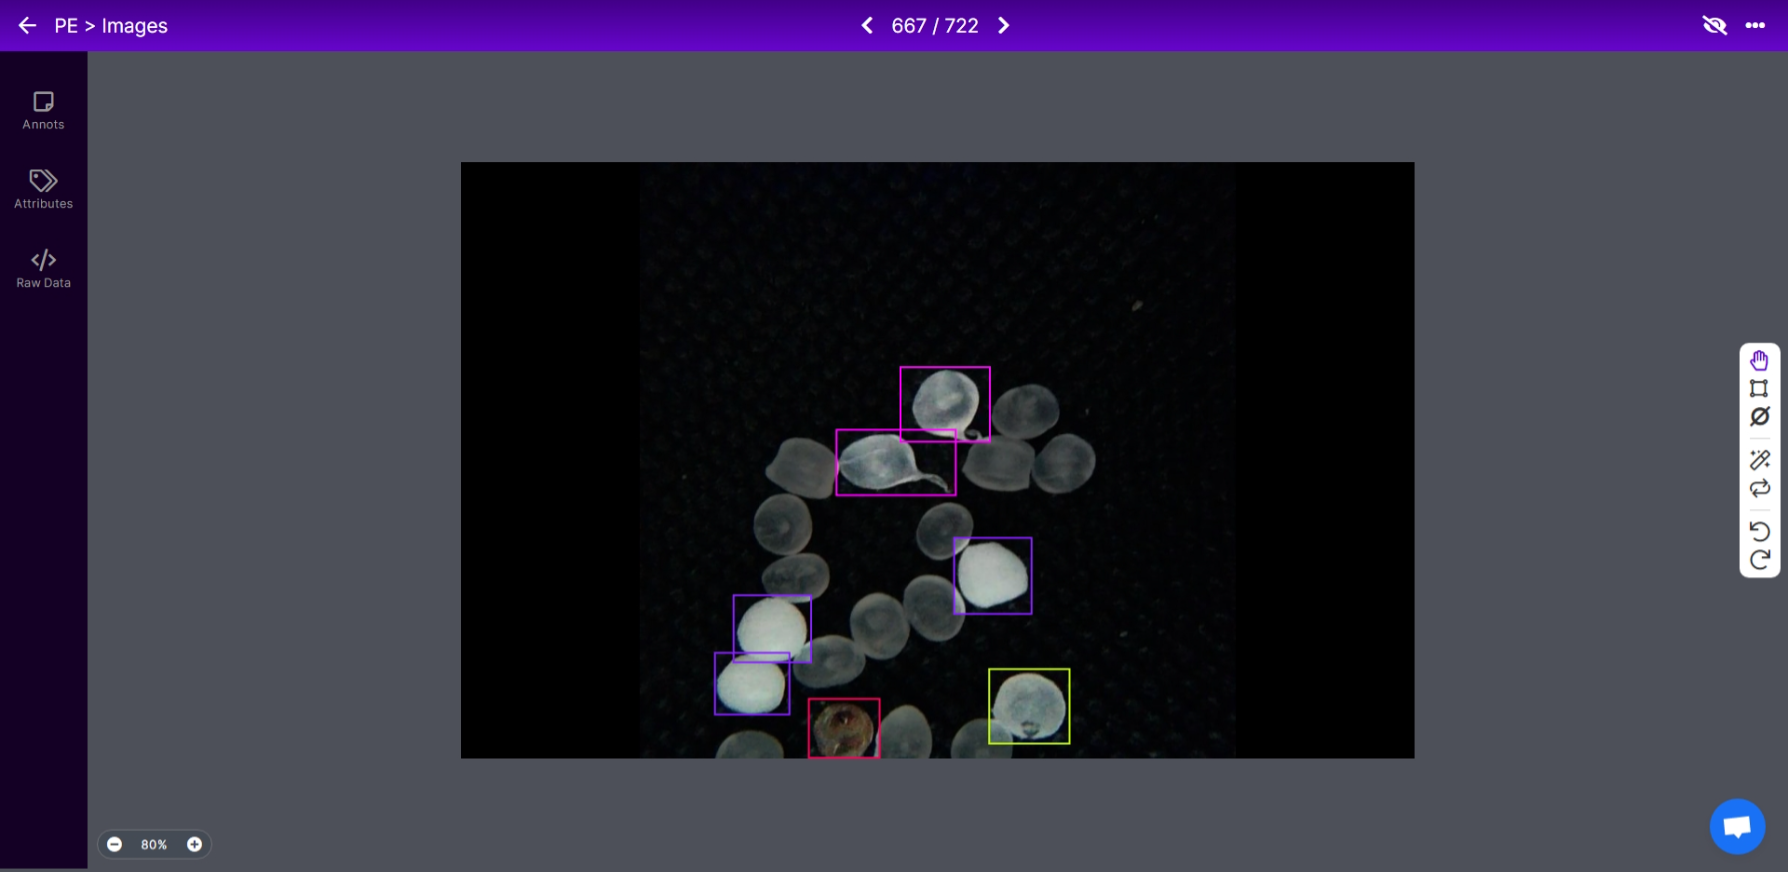 PE > Images
667 / 722
Annots
Attributes
Raw Data
80%